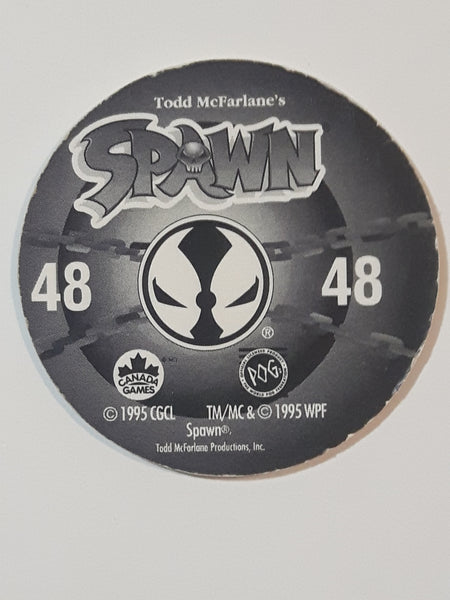 Todd McFarlane's
SPAWN
48 48
®
CANADA
GAMES
POG
© 1995 CGCL TM/MC & © 1995 WPF
Spawn®,
Todd McFarlane Productions, Inc.